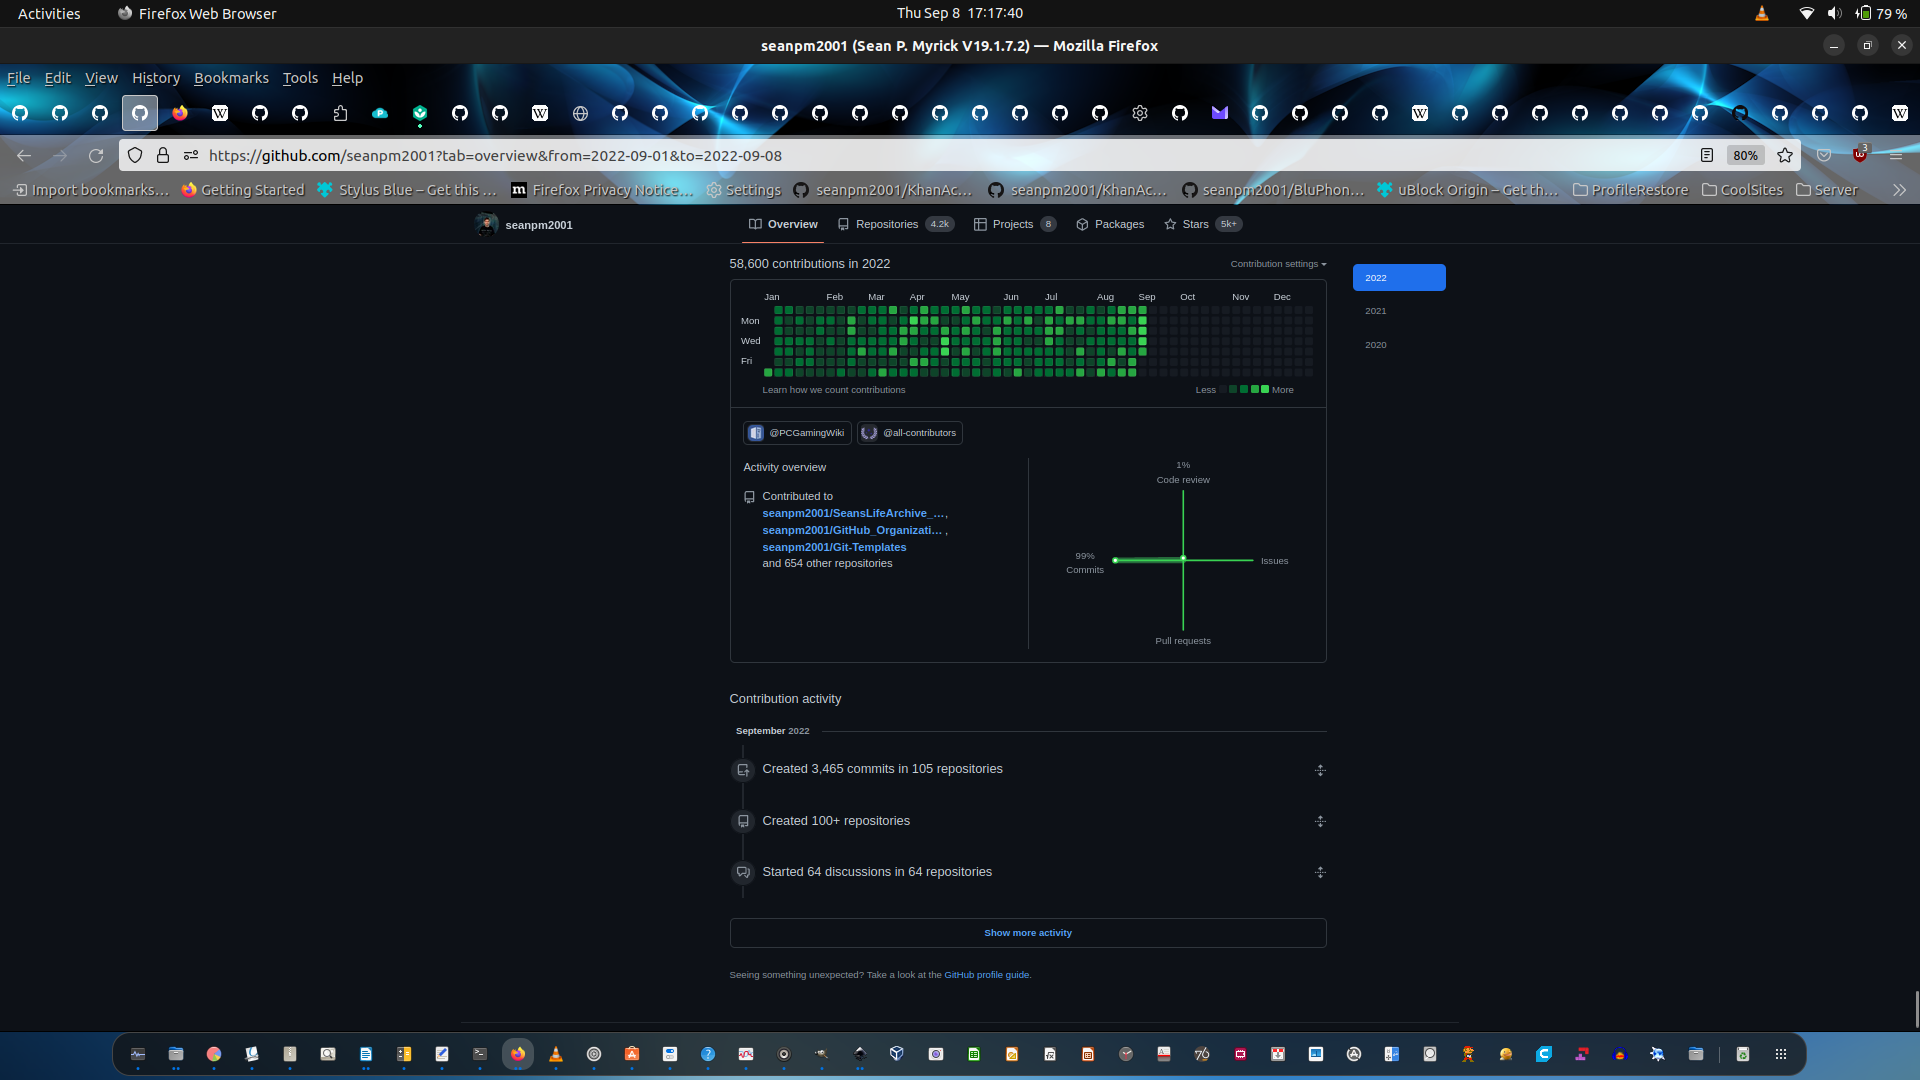 Activities
Firefox Web Browser
Thu Sep 8 17:17:40
79 %
seanpm2001 (Sean P. Myrick V19.1.7.2) — Mozilla Firefox
File Edit View History Bookmarks Tools Help
https://github.com/seanpm2001?tab=overview&from=2022-09-01&to=2022-09-08
80%
3
Import bookmarks…
Getting Started
Stylus Blue – Get this …
Firefox Privacy Notice…
Settings
seanpm2001/KhanAc…
seanpm2001/KhanAc…
seanpm2001/BluPhon…
uBlock Origin – Get th…
ProfileRestore
CoolSites
Server
seanpm2001
Overview
Repositories 4.2k
Projects 8
Packages
Stars 5k+
58,600 contributions in 2022
Contribution settings
2022
2021
2020
Jan Feb Mar Apr May Jun Jul Aug Sep Oct Nov Dec
Mon
Wed
Fri
Learn how we count contributions
Less More
@PCGamingWiki
@all-contributors
Activity overview
Contributed to
seanpm2001/SeansLifeArchive_…,
seanpm2001/GitHub_Organizati… ,
seanpm2001/Git-Templates
and 654 other repositories
1%
Code review
99%
Commits
Issues
Pull requests
Contribution activity
September 2022
Created 3,465 commits in 105 repositories
Created 100+ repositories
Started 64 discussions in 64 repositories
Show more activity
Seeing something unexpected? Take a look at the GitHub profile guide.
76